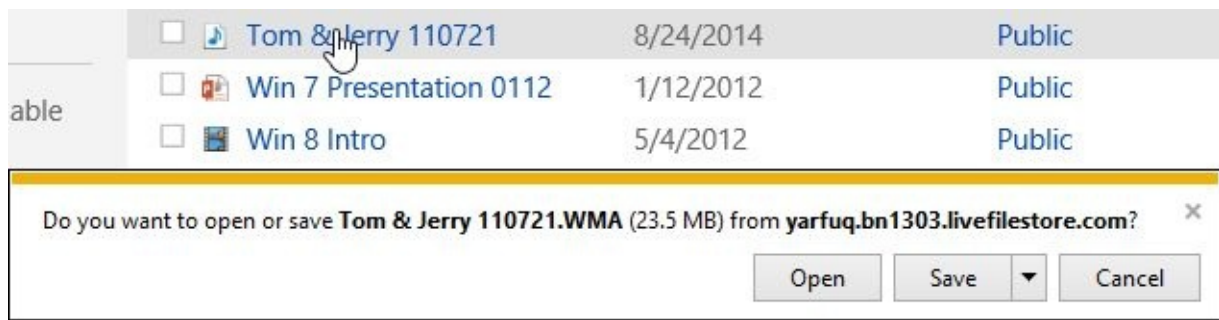 Tom & Jerry 110721 8/24/2014 Public
Win 7 Presentation 0112 1/12/2012 Public
able
Win 8 Intro 5/4/2012 Public
Do you want to open or save Tom & Jerry 110721.WMA (23.5 MB) from yarfuq.bn1303.livefilestore.com?
Open Save Cancel